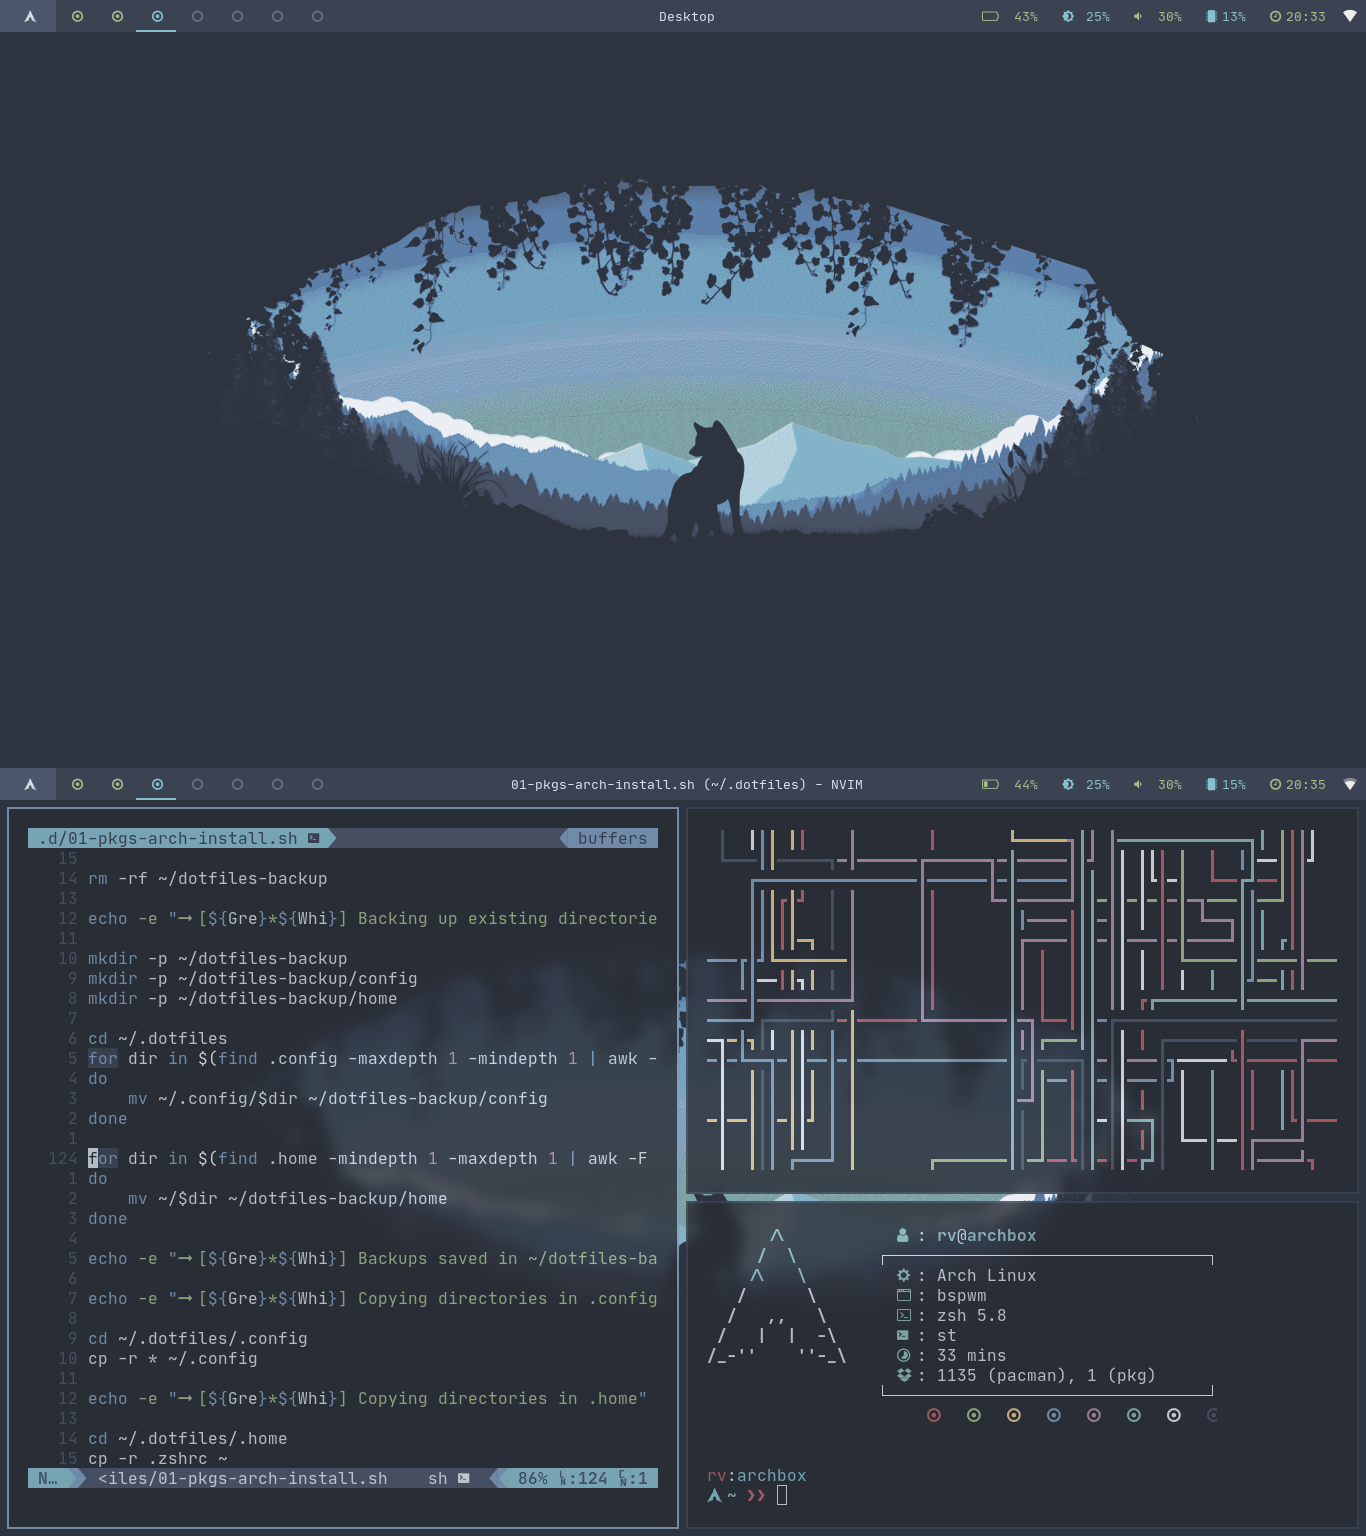 Desktop
43% 25% 30% 13% 20:33
01-pkgs-arch-install.sh (~/.dotfiles) - NVIM
44% 25% 30% 15% 20:35
.d/01-pkgs-arch-install.sh buffers
15
14 rm -rf ~/dotfiles-backup
13
12 echo -e "⟶ [${Gre}*${Whi}] Backing up existing directorie
11
10 mkdir -p ~/dotfiles-backup
9 mkdir -p ~/dotfiles-backup/config
8 mkdir -p ~/dotfiles-backup/home
7
6 cd ~/.dotfiles
5 for dir in $(find .config -maxdepth 1 -mindepth 1 | awk -
4 do
3 mv ~/.config/$dir ~/dotfiles-backup/config
2 done
1
124 for dir in $(find .home -mindepth 1 -maxdepth 1 | awk -F
1 do
2 mv ~/$dir ~/dotfiles-backup/home
3 done
4
5 echo -e "⟶ [${Gre}*${Whi}] Backups saved in ~/dotfiles-ba
6
7 echo -e "⟶ [${Gre}*${Whi}] Copying directories in .config
8
9 cd ~/.dotfiles/.config
10 cp -r * ~/.config
11
12 echo -e "⟶ [${Gre}*${Whi}] Copying directories in .home"
13
14 cd ~/.dotfiles/.home
15 cp -r .zshrc ~
N… <iles/01-pkgs-arch-install.sh sh 86% :124 :1
: rv@archbox
: Arch Linux
: bspwm
: zsh 5.8
: st
: 33 mins
: 1135 (pacman), 1 (pkg)
rv:archbox
~ ❯❯